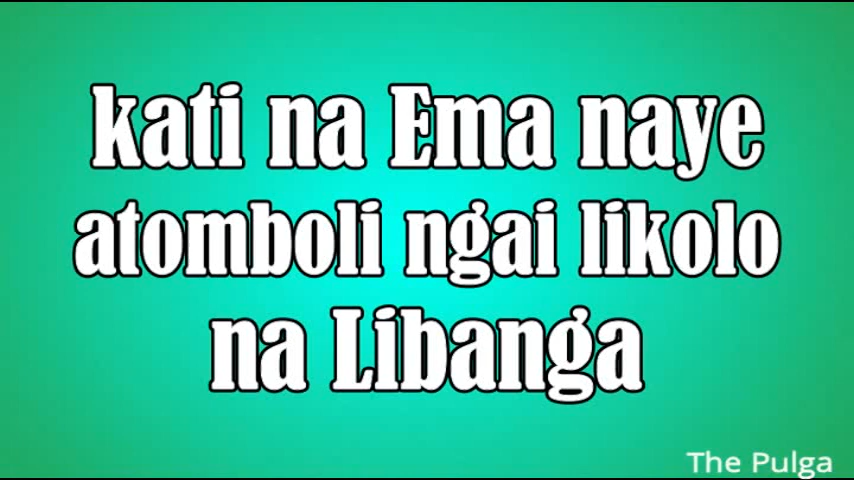 kati na Ema naye
atomboli ngai likolo
na Libanga
The Pulga